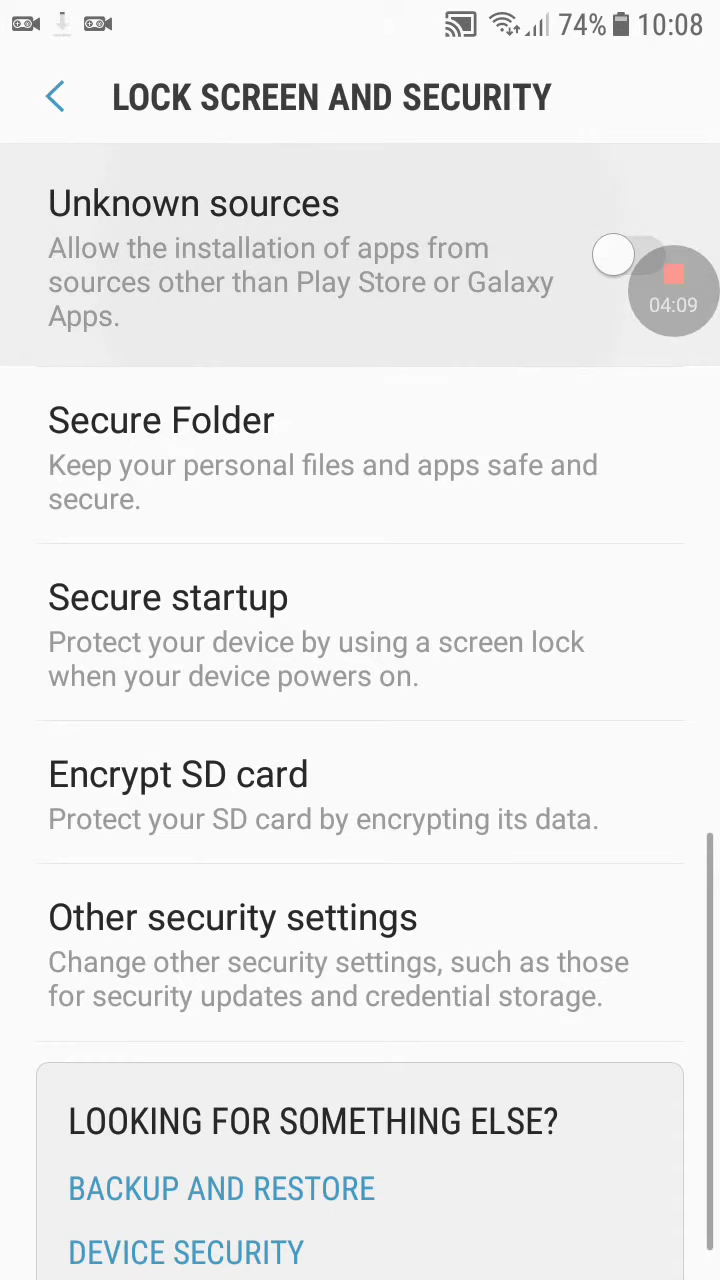 74% 10:08
LOCK SCREEN AND SECURITY
Unknown sources
Allow the installation of apps from
sources other than Play Store or Galaxy
Apps.
04:09
Secure Folder
Keep your personal files and apps safe and
secure.
Secure startup
Protect your device by using a screen lock
when your device powers on.
Encrypt SD card
Protect your SD card by encrypting its data.
Other security settings
Change other security settings, such as those
for security updates and credential storage.
LOOKING FOR SOMETHING ELSE?
BACKUP AND RESTORE
DEVICE SECURITY